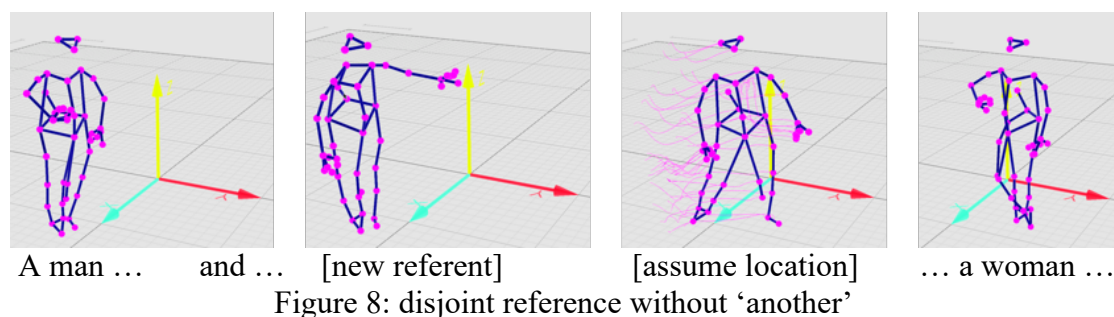 A man … and … [new referent] [assume location] … a woman …
Figure 8: disjoint reference without ‘another’